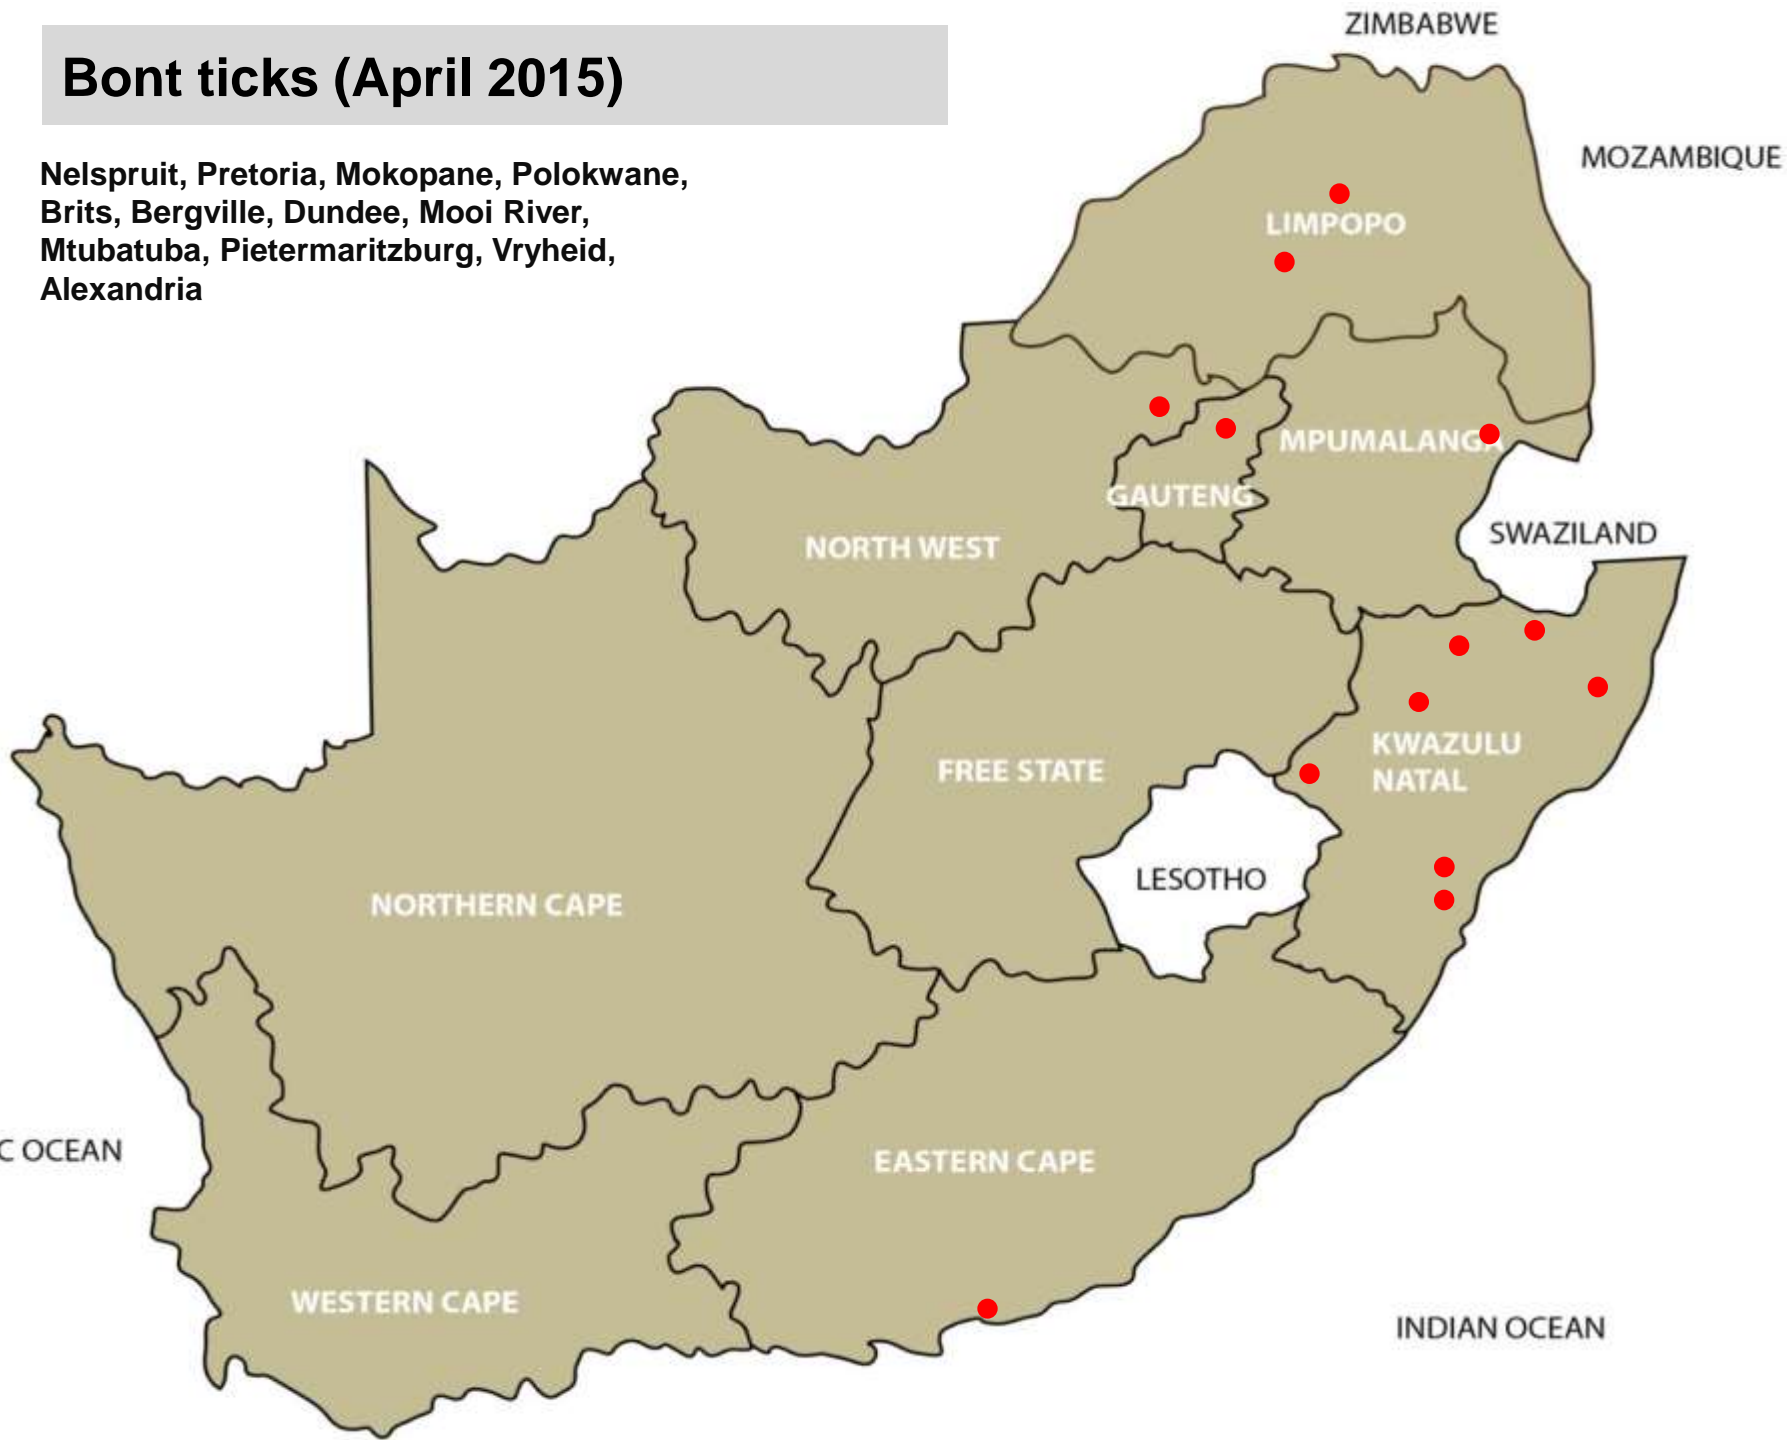 Bont ticks (April 2015)
Nelspruit, Pretoria, Mokopane, Polokwane,
Brits, Bergville, Dundee, Mooi River,
Mtubatuba, Pietermaritzburg, Vryheid,
Alexandria
ZIMBABWE
MOZAMBIQUE
LIMPOPO
MPUMALANGA
GAUTENG
SWAZILAND
NORTH WEST
KWAZULU
NATAL
FREE STATE
LESOTHO
NORTHERN CAPE
C OCEAN
EASTERN CAPE
WESTERN CAPE
INDIAN OCEAN